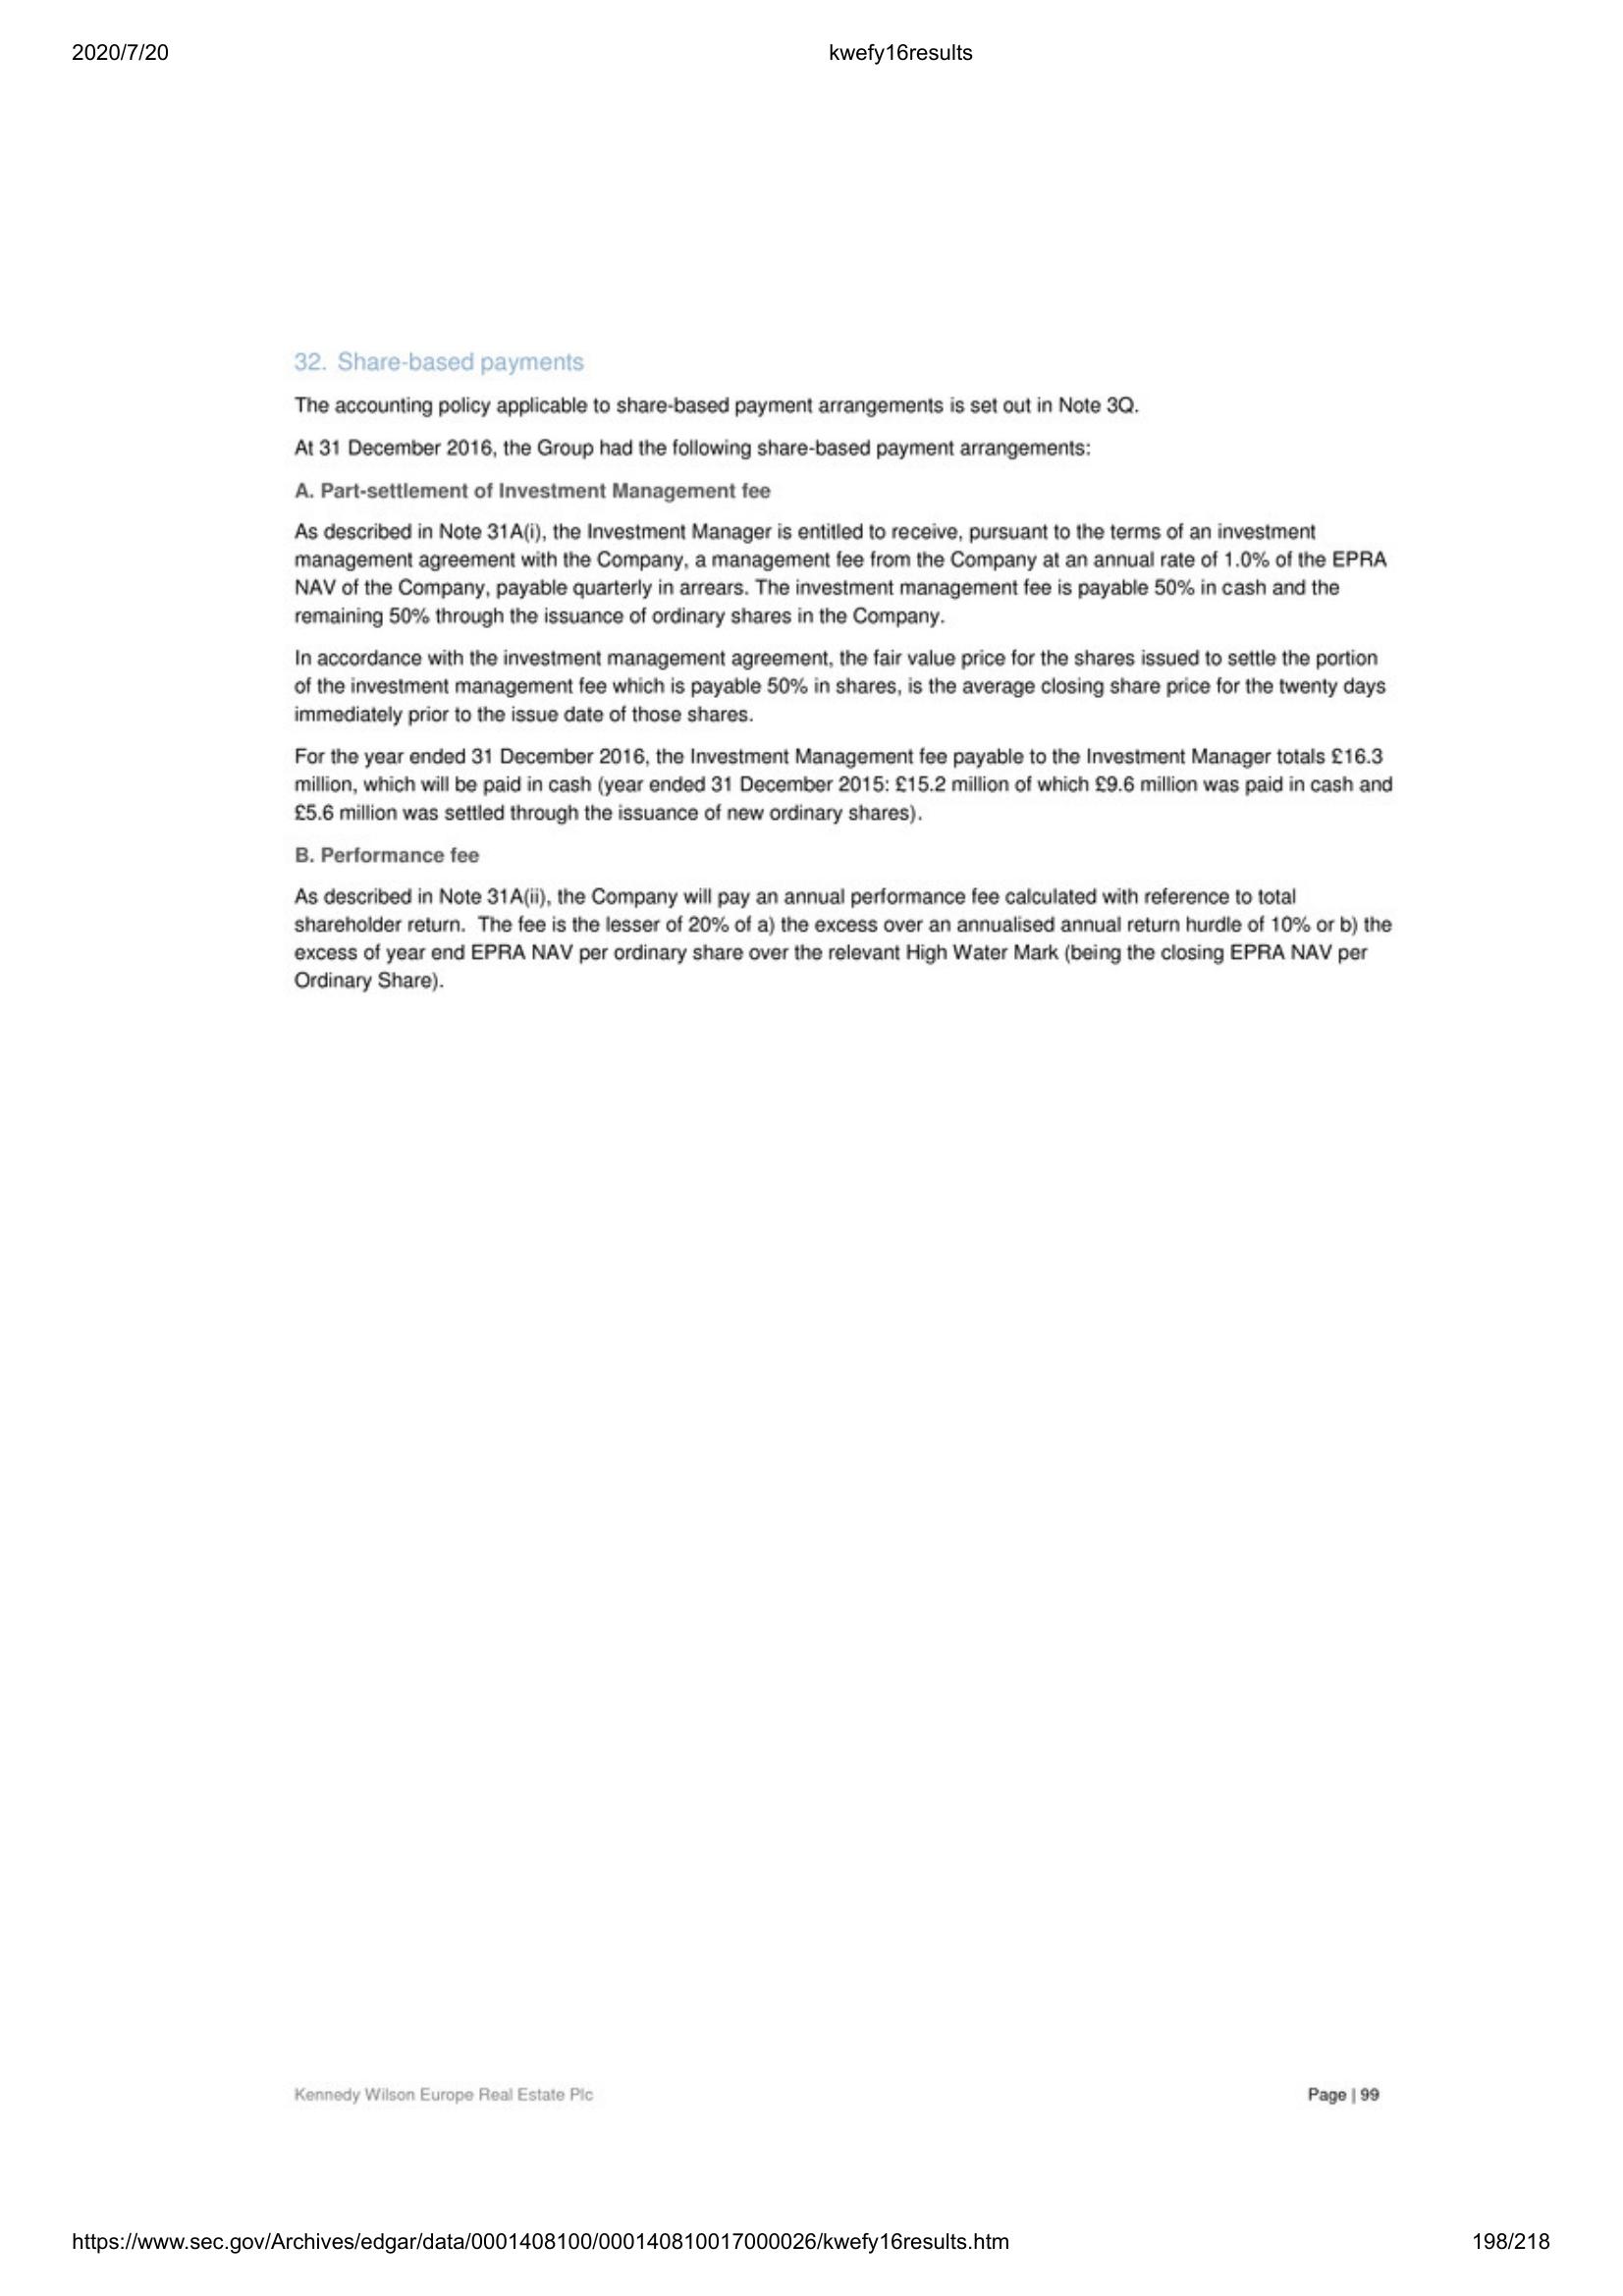 2020/7/20 kwefy16results
32. Share-based payments
The accounting policy applicable to share-based payment arrangements is set out in Note 3Q.
At 31 December 2016, the Group had the following share-based payment arrangements:
A. Part-settlement of Investment Management fee
As described in Note 31A(i), the Investment Manager is entitled to receive, pursuant to the terms of an investment
management agreement with the Company, a management fee from the Company at an annual rate of 1.0% of the EPRA
NAV of the Company, payable quarterly in arrears. The investment management fee is payable 50% in cash and the
remaining 50% through the issuance of ordinary shares in the Company.
In accordance with the investment management agreement, the fair value price for the shares issued to settle the portion
of the investment management fee which is payable 50% in shares, is the average closing share price for the twenty days
immediately prior to the issue date of those shares.
For the year ended 31 December 2016, the Investment Management fee payable to the Investment Manager totals £16.3
million, which will be paid in cash (year ended 31 December 2015: £15.2 million of which £9.6 million was paid in cash and
£5.6 million was settled through the issuance of new ordinary shares).
B. Performance fee
As described in Note 31A(ii), the Company will pay an annual performance fee calculated with reference to total
shareholder return. The fee is the lesser of 20% of a) the excess over an annualised annual return hurdle of 10% or b) the
excess of year end EPRA NAV per ordinary share over the relevant High Water Mark (being the closing EPRA NAV per
Ordinary Share).
Kennedy Wilson Europe Real Estate Plc Page | 99
https://www.sec.gov/Archives/edgar/data/0001408100/000140810017000026/kwefy16results.htm 198/218